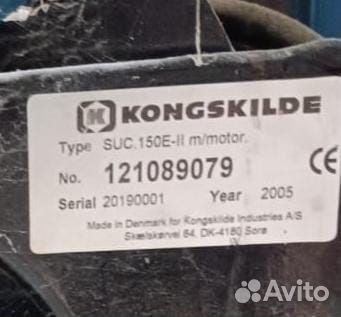 KONGSKILDE
Type SUC.150E-II m/motor.
No. 121089079
Serial 20190001 Year 2005
Made in Denmark for Kongskilde Industries A/S
Skælskørvej 64, DK-4180 Sorø
CE
Avito